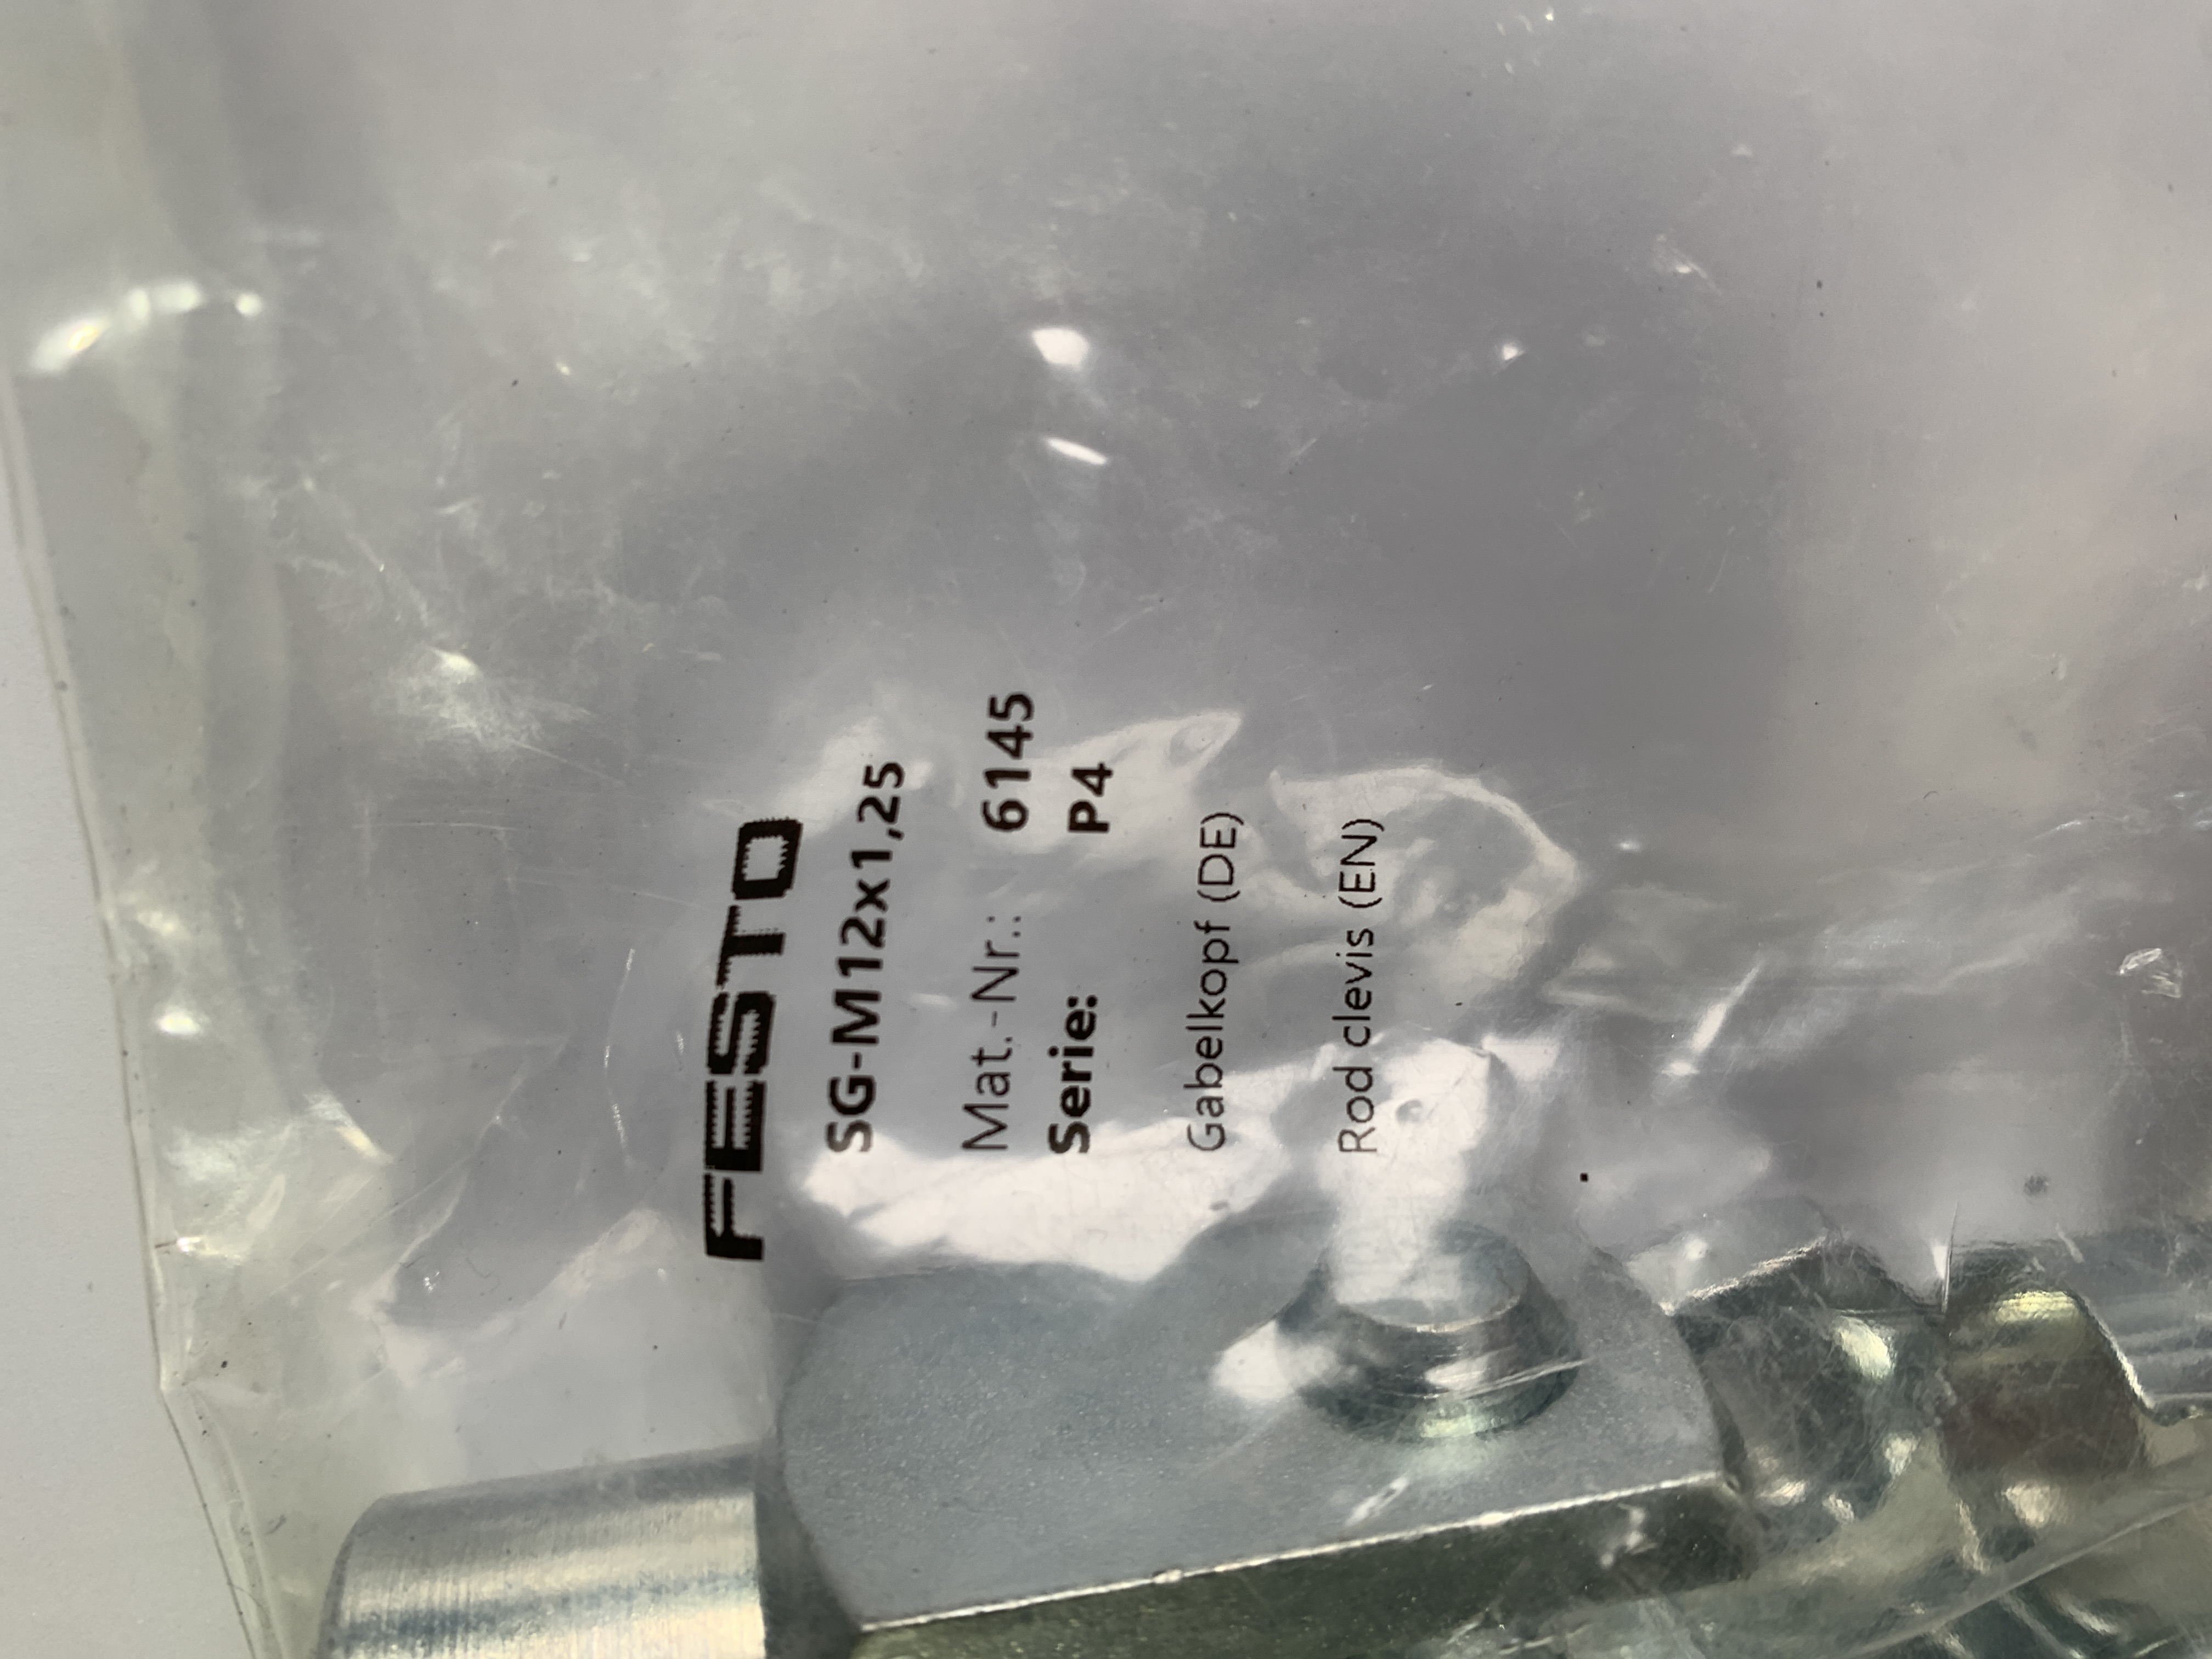 FESTO
SG-M12x1,25
Mat.-Nr.: 6145
Serie: P4
Gabelkopf (DE)
Rod clevis (EN)